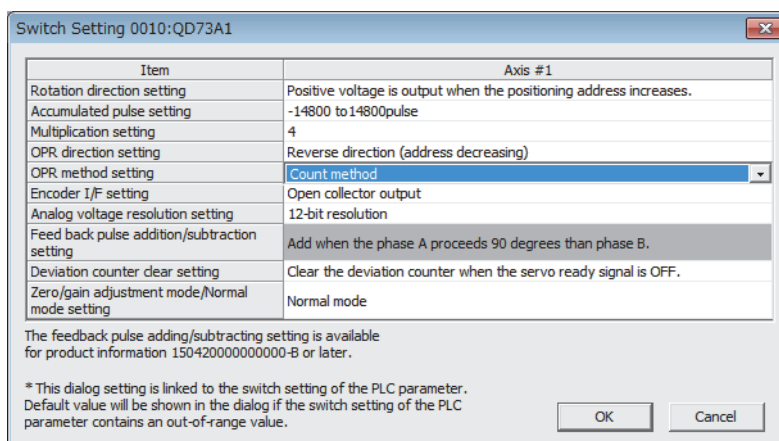 Switch Setting 0010:QD73A1
Item Axis #1
Rotation direction setting Positive voltage is output when the positioning address increases.
Accumulated pulse setting -14800 to14800pulse
Multiplication setting 4
OPR direction setting Reverse direction (address decreasing)
OPR method setting Count method
Encoder I/F setting Open collector output
Analog voltage resolution setting 12-bit resolution
Feed back pulse addition/subtraction
setting Add when the phase A proceeds 90 degrees than phase B.
Deviation counter clear setting Clear the deviation counter when the servo ready signal is OFF.
Zero/gain adjustment mode/Normal
mode setting Normal mode
The feedback pulse adding/subtracting setting is available
for product information 150420000000000-B or later.
* This dialog setting is linked to the switch setting of the PLC parameter.
Default value will be shown in the dialog if the switch setting of the PLC
parameter contains an out-of-range value.
OK Cancel